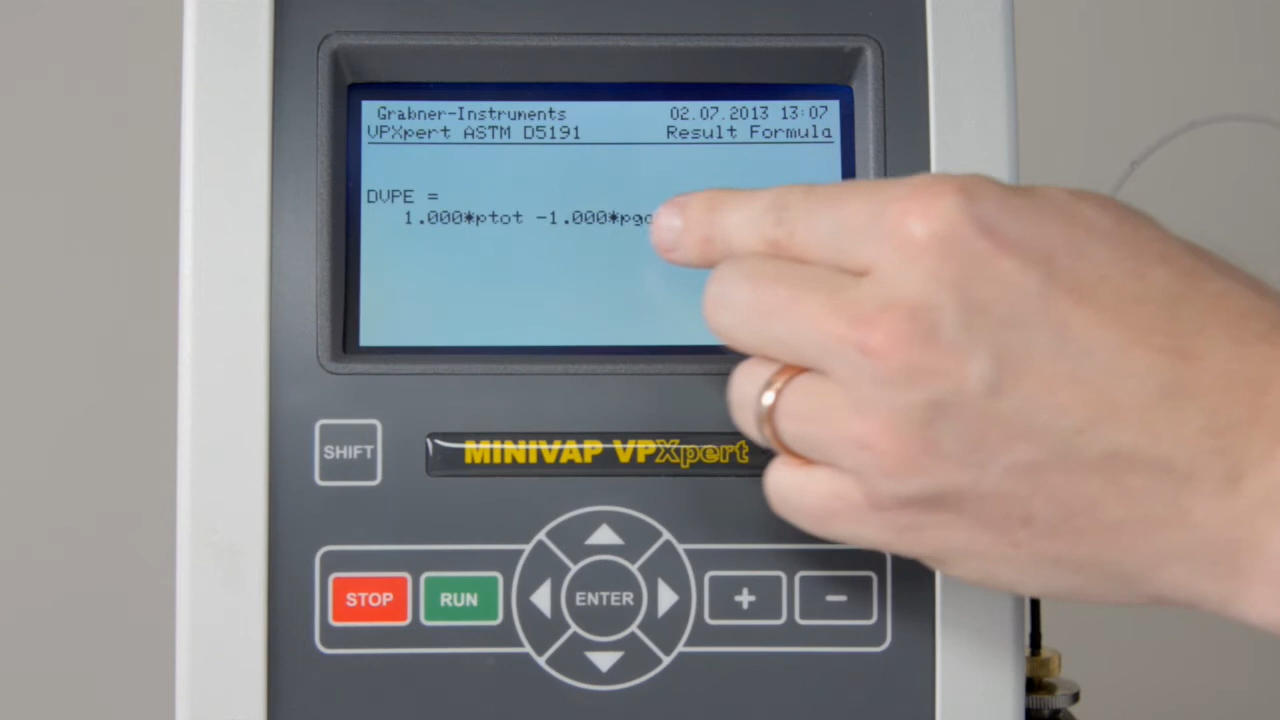 Grabner-Instruments 02.07.2013 13:07
VPXpert ASTM D5191 Result Formula
DVPE =
1.000*ptot -1.000*
SHIFT
MINIVAP VPXpert
STOP RUN ENTER + -